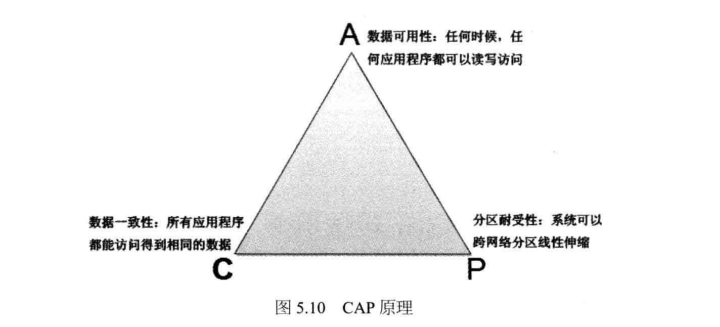 A
数据可用性：任何时候，任
何应用程序都可以读写访问
数据一致性：所有应用程序
都能访问得到相同的数据
C
分区耐受性：系统可以
跨网络分区线性伸缩
P
图 5.10 CAP 原理